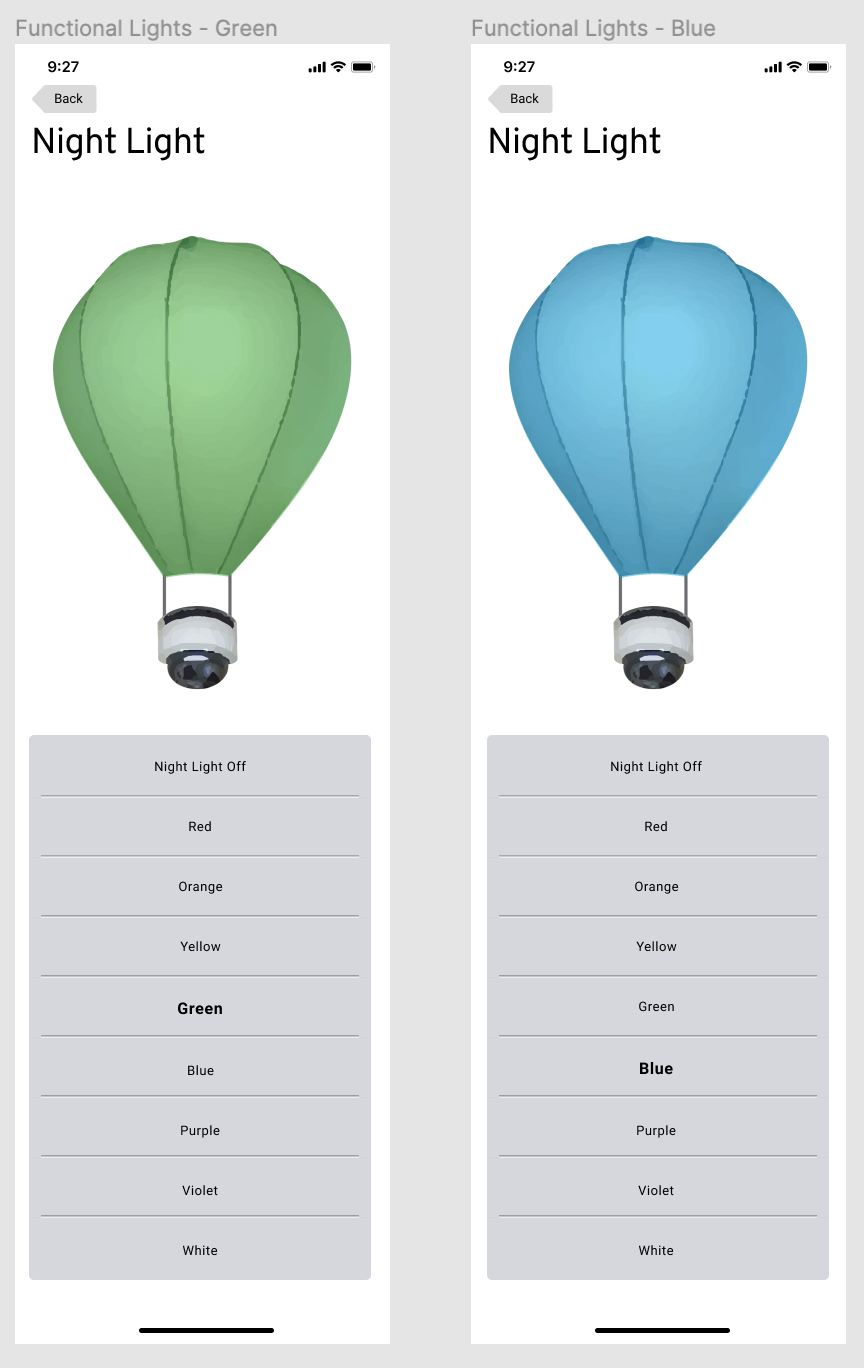 Functional Lights - Green
9:27
Back
Night Light
Night Light Off
Red
Orange
Yellow
Green
Blue
Purple
Violet
White
Functional Lights - Blue
9:27
Back
Night Light
Night Light Off
Red
Orange
Yellow
Green
Blue
Purple
Violet
White